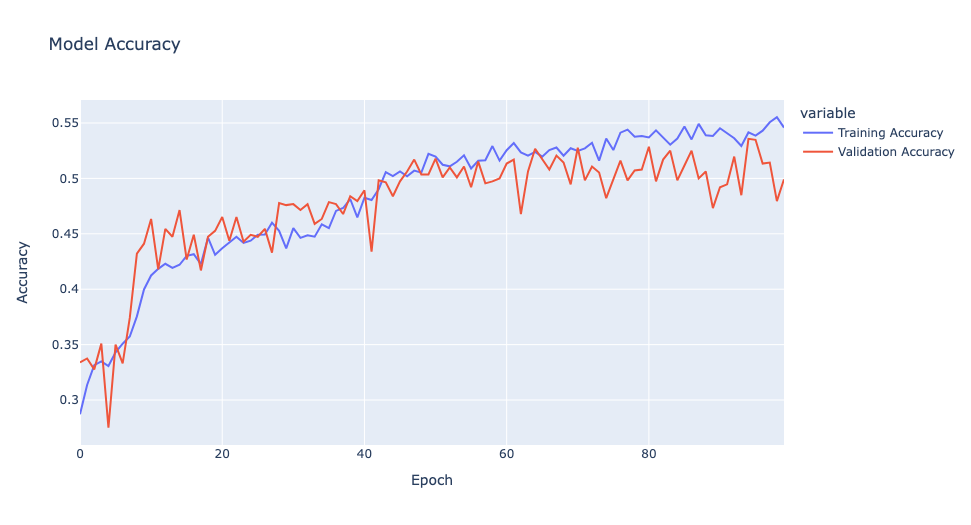 Model Accuracy
variable
Training Accuracy
Validation Accuracy
0.55
0.5
0.45
0.4
0.35
0.3
Accuracy
0 20 40 60 80
Epoch